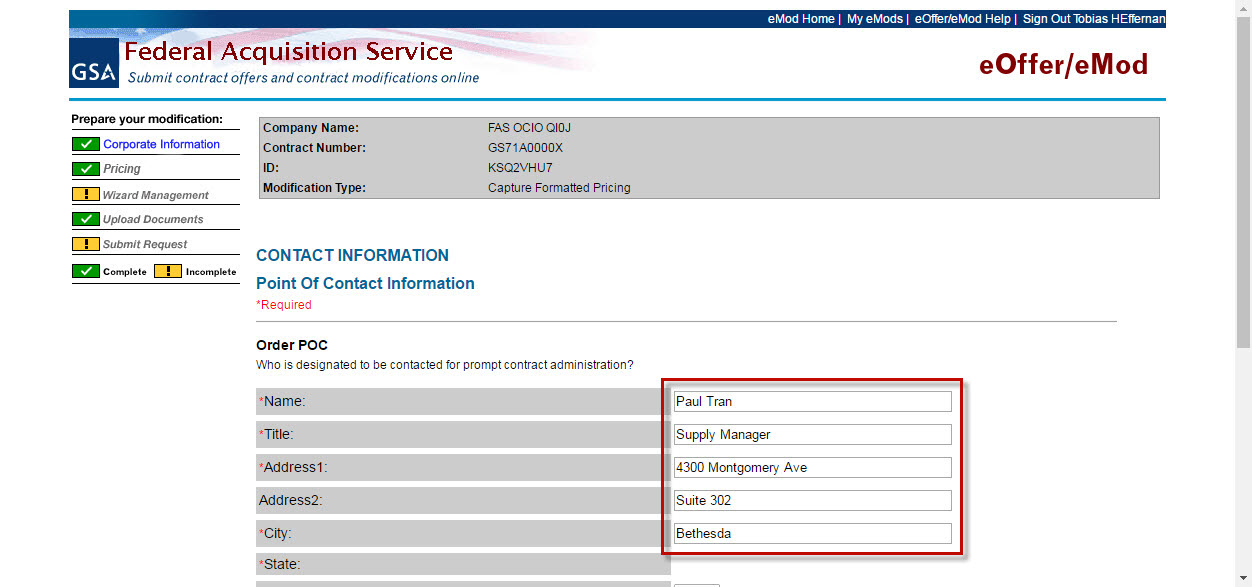 eMod Home | My eMods | eOffer/eMod Help | Sign Out Tobias HEffernan
GSA
Federal Acquisition Service
Submit contract offers and contract modifications online
eOffer/eMod
Prepare your modification:
Corporate Information
Pricing
Wizard Management
Upload Documents
Submit Request
Complete Incomplete
Company Name: FAS OCIO QI0J
Contract Number: GS71A0000X
ID: KSQ2VHU7
Modification Type: Capture Formatted Pricing
CONTACT INFORMATION
Point Of Contact Information
*Required
Order POC
Who is designated to be contacted for prompt contract administration?
*Name: Paul Tran
*Title: Supply Manager
*Address1: 4300 Montgomery Ave
Address2: Suite 302
*City: Bethesda
*State: